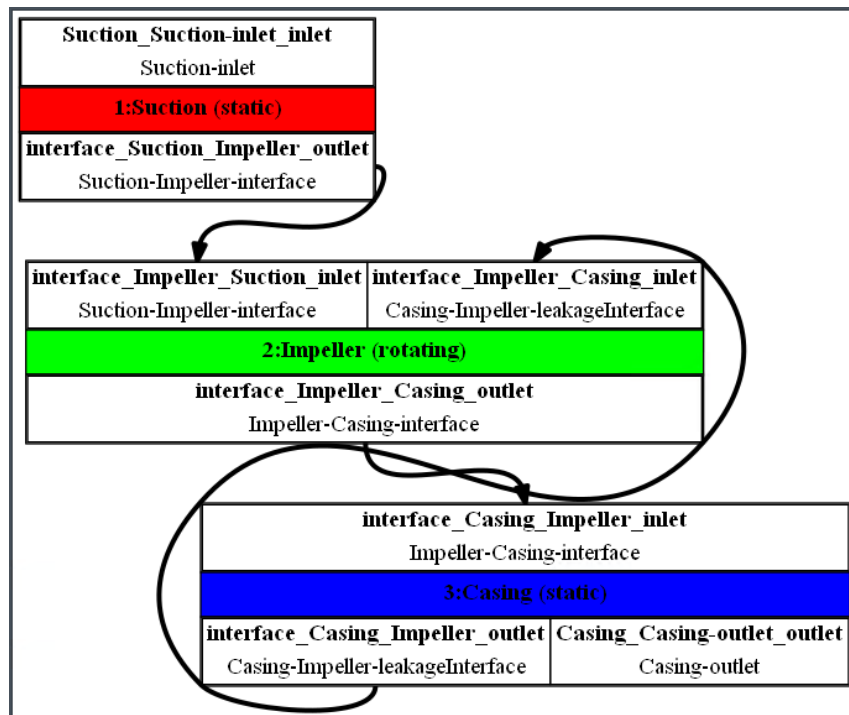 Suction_Suction-inlet_inlet
Suction-inlet
1:Suction (static)
interface_Suction_Impeller_outlet
Suction-Impeller-interface
interface_Impeller_Suction_inlet
Suction-Impeller-interface
interface_Impeller_Casing_inlet
Casing-Impeller-leakageInterface
2:Impeller (rotating)
interface_Impeller_Casing_outlet
Impeller-Casing-interface
interface_Casing_Impeller_inlet
Impeller-Casing-interface
3:Casing (static)
interface_Casing_Impeller_outlet
Casing-Impeller-leakageInterface
Casing_Casing-outlet_outlet
Casing-outlet